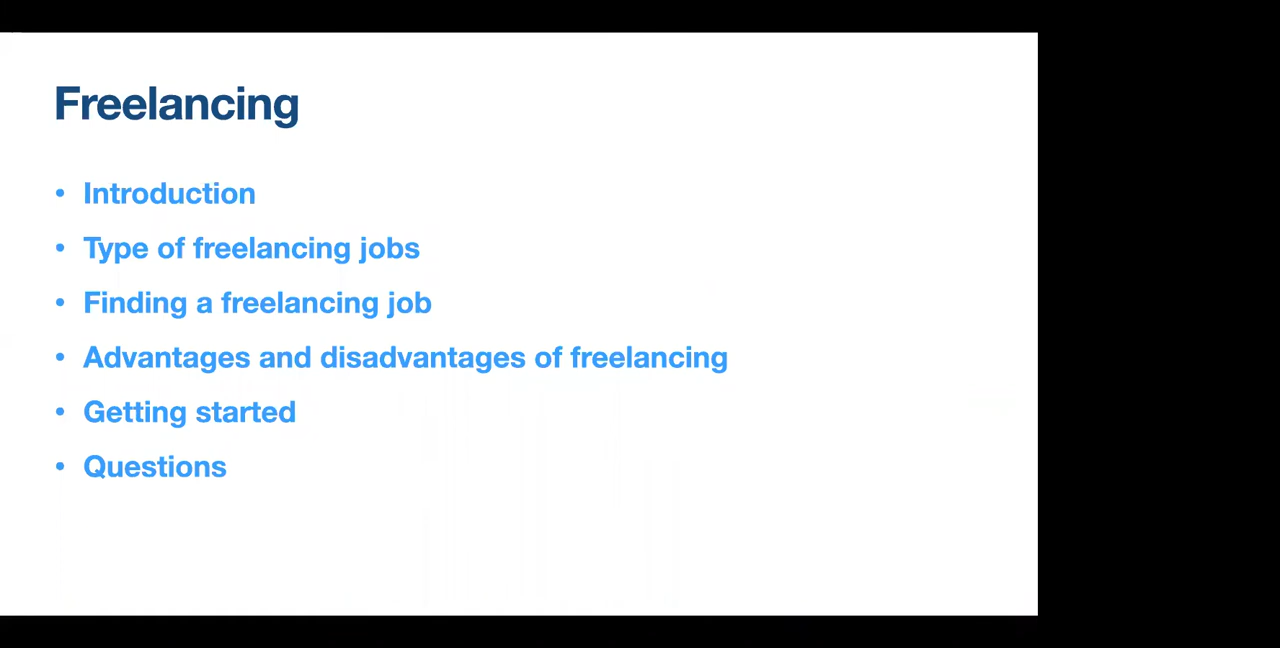 Freelancing
• Introduction
• Type of freelancing jobs
• Finding a freelancing job
• Advantages and disadvantages of freelancing
• Getting started
• Questions